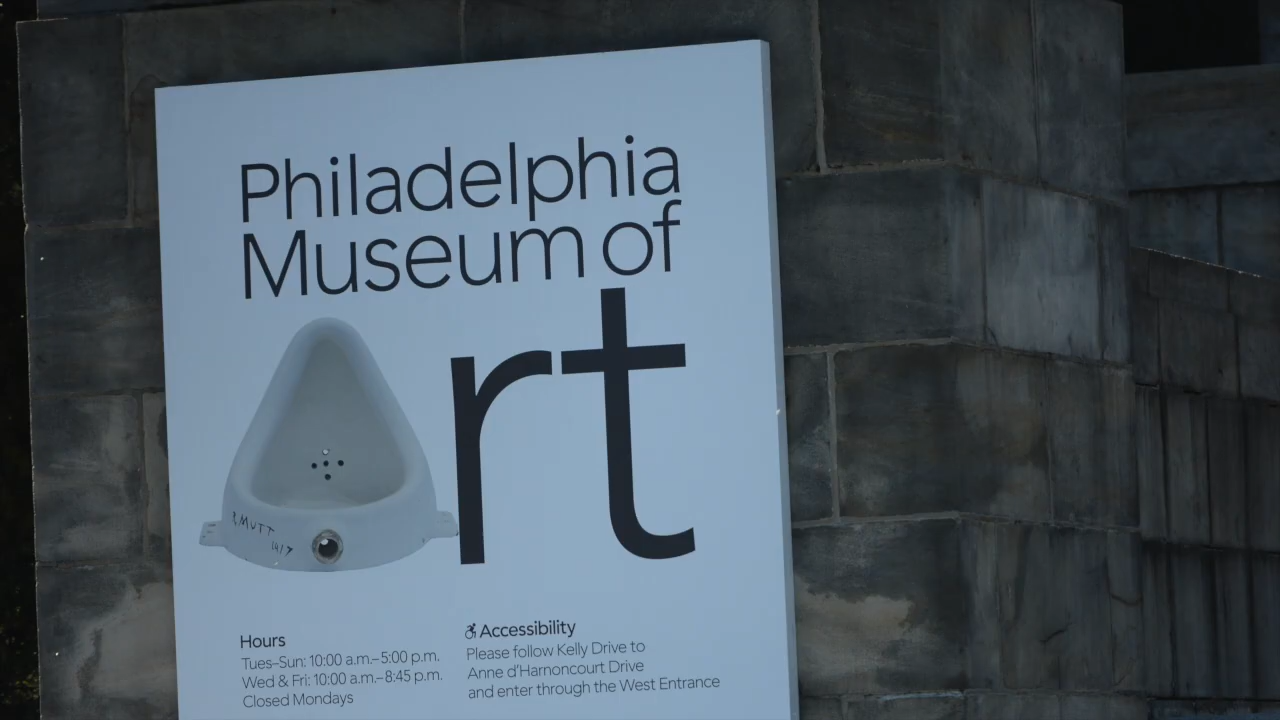 Philadelphia
Museum of
rt
R.MUTT
1917
Hours
Tues–Sun: 10:00 a.m.–5:00 p.m.
Wed & Fri: 10:00 a.m.–8:45 p.m.
Closed Mondays
Accessibility
Please follow Kelly Drive to
Anne d'Harnoncourt Drive
and enter through the West Entrance